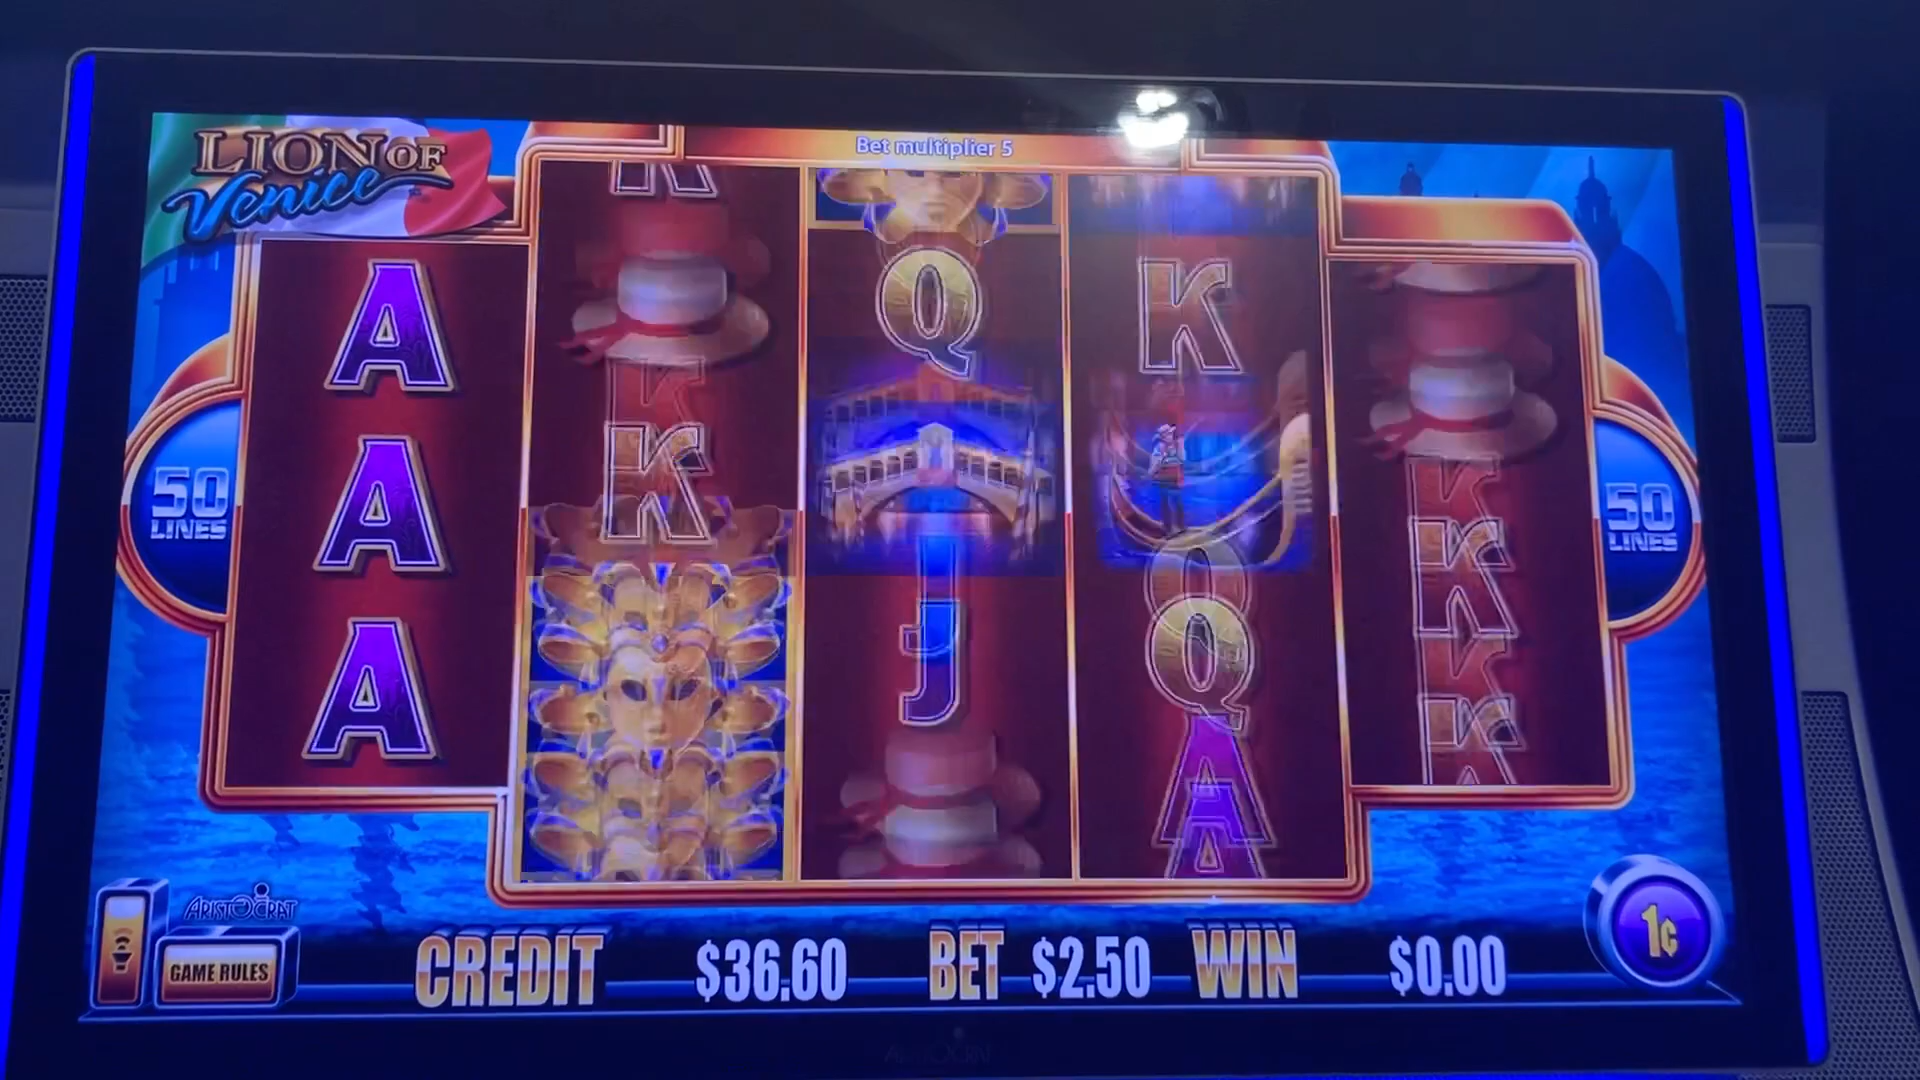 LION OF
Venice
Bet multiplier 5
K
Q
K
A
K
A
K
J
Q
K
A
A
K
50
LINES
50
LINES
ARISTOCRAT
GAME RULES
CREDIT $36.60 BET $2.50 WIN $0.00
1¢
ARISTOCRAT